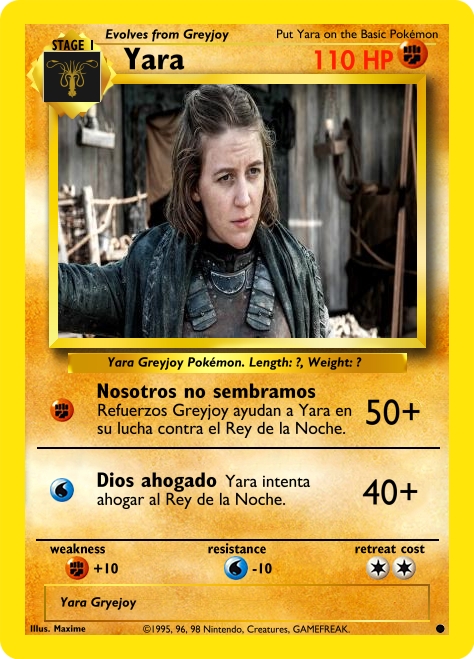 Evolves from Greyjoy
Put Yara on the Basic Pokémon
STAGE 1
Yara
110 HP
Yara Greyjoy Pokémon. Length: ?, Weight: ?
Nosotros no sembramos
Refuerzos Greyjoy ayudan a Yara en
su lucha contra el Rey de la Noche.
50+
Dios ahogado Yara intenta
ahogar al Rey de la Noche.
40+
weakness
resistance
retreat cost
+10
-10
Yara Gryejoy
Illus. Maxime
©1995, 96, 98 Nintendo, Creatures, GAMEFREAK.